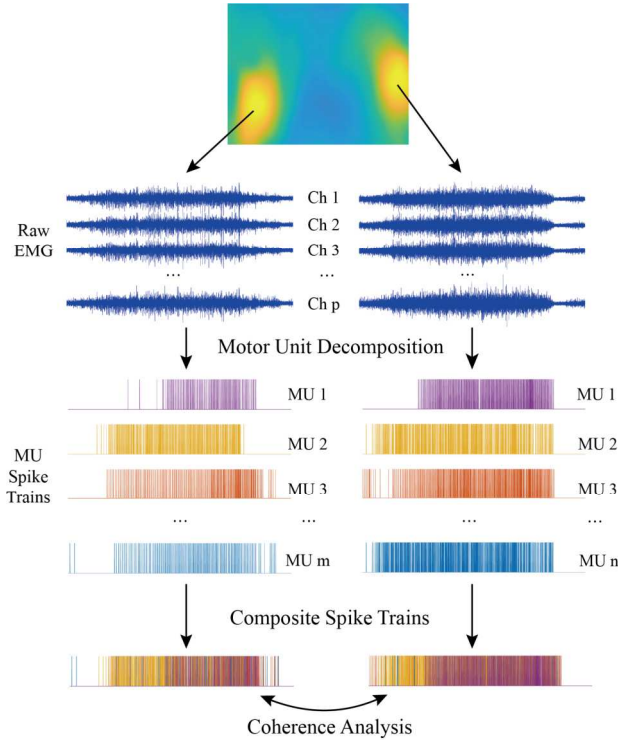 Raw
EMG
Ch 1
Ch 2
Ch 3
...
...
...
Ch p
Motor Unit Decomposition
MU
Spike
Trains
MU 1
MU 1
MU 2
MU 2
MU 3
MU 3
...
...
...
...
MU m
MU n
Composite Spike Trains
Coherence Analysis